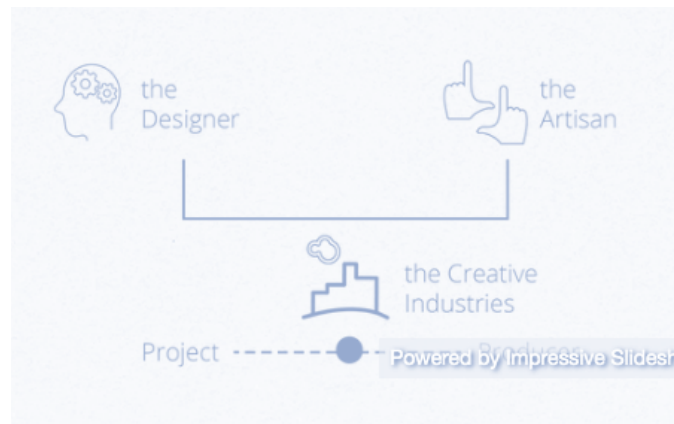 the
Designer
the
Artisan
the Creative
Industries
Project
Powered by Impressive Slidesh